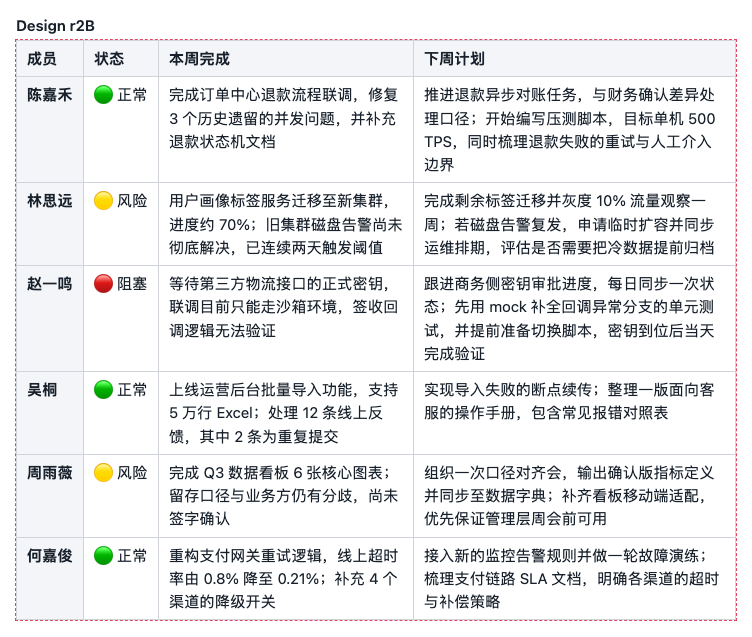 Design r2B
成员 状态 本周完成 下周计划
陈嘉禾 正常
完成订单中心退款流程联调，修复
3 个历史遗留的并发问题，并补充
退款状态机文档
推进退款异步对账任务，与财务确认差异处
理口径；开始编写压测脚本，目标单机 500
TPS，同时梳理退款失败的重试与人工介入
边界
林思远 风险
用户画像标签服务迁移至新集群，
进度约 70%；旧集群磁盘告警尚未
彻底解决，已连续两天触发阈值
完成剩余标签迁移并灰度 10% 流量观察一
周；若磁盘告警复发，申请临时扩容并同步
运维排期，评估是否需要把冷数据提前归档
赵一鸣 阻塞
等待第三方物流接口的正式密钥，
联调目前只能走沙箱环境，签收回
调逻辑无法验证
跟进商务侧密钥审批进度，每日同步一次状
态；先用 mock 补全回调异常分支的单元测
试，并提前准备切换脚本，密钥到位后当天
完成验证
吴桐 正常
上线运营后台批量导入功能，支持
5 万行 Excel；处理 12 条线上反
馈，其中 2 条为重复提交
实现导入失败的断点续传；整理一版面向客
服的操作手册，包含常见报错对照表
周雨薇 风险
完成 Q3 数据看板 6 张核心图表；
留存口径与业务方仍有分歧，尚未
签字确认
组织一次口径对齐会，输出确认版指标定义
并同步至数据字典；补齐看板移动端适配，
优先保证管理层周会前可用
何嘉俊 正常
重构支付网关重试逻辑，线上超时
率由 0.8% 降至 0.21%；补充 4 个
渠道的降级开关
接入新的监控告警规则并做一轮故障演练；
梳理支付链路 SLA 文档，明确各渠道的超时
与补偿策略